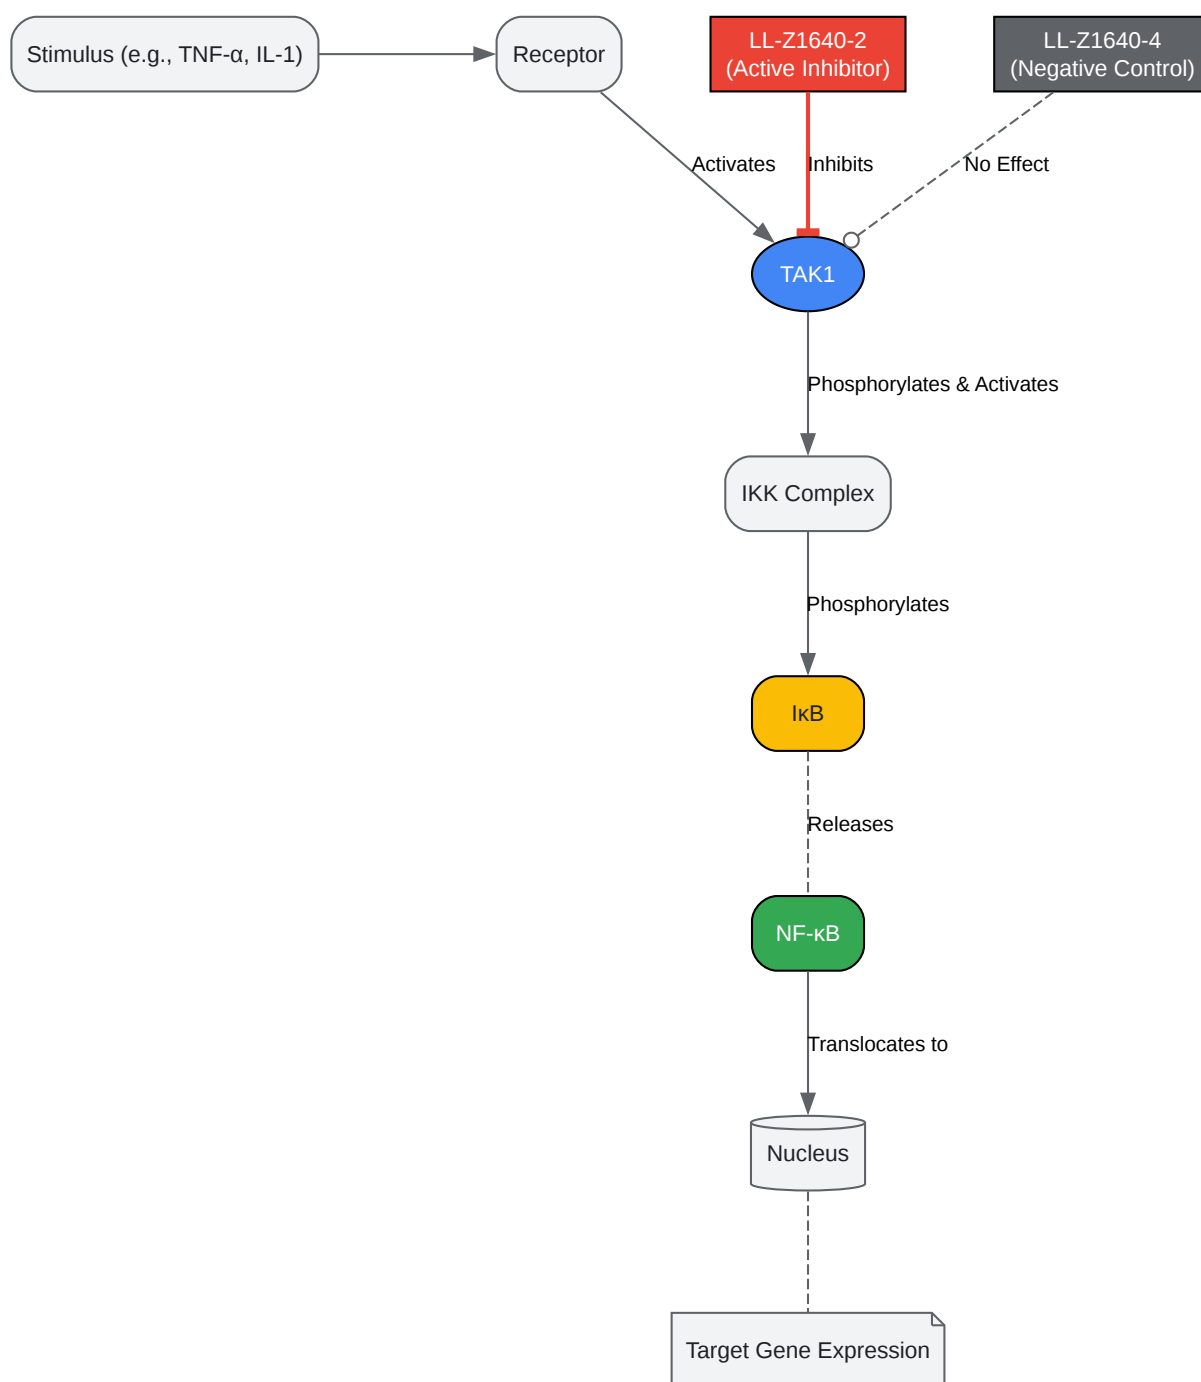 Stimulus (e.g., TNF-α, IL-1)
Receptor
LL-Z1640-2
(Active Inhibitor)
LL-Z1640-4
(Negative Control)
Activates
Inhibits
No Effect
TAK1
Phosphorylates & Activates
IKK Complex
Phosphorylates
IκB
Releases
NF-κB
Translocates to
Nucleus
Target Gene Expression